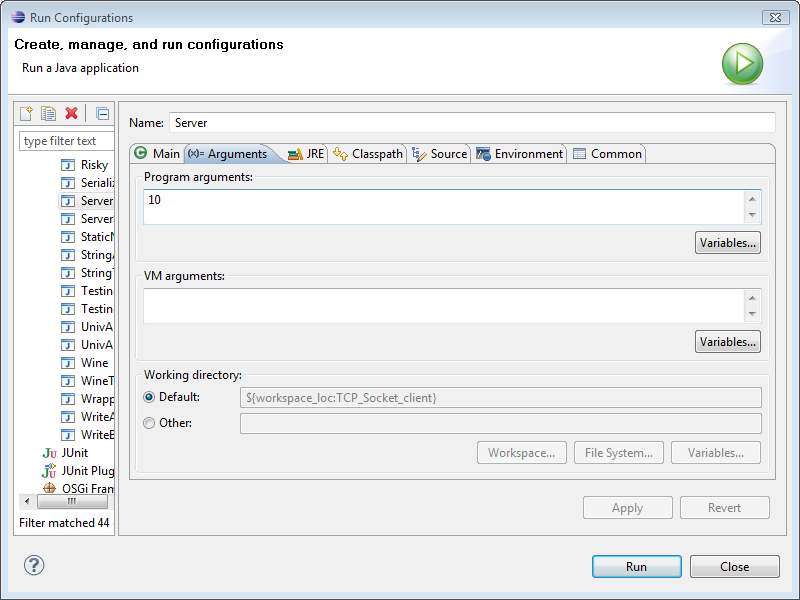 Run Configurations
Create, manage, and run configurations
Run a Java application
type filter text
Risky
Serializ
Server
Server
StaticN
StringA
StringT
Testin
Testin
UnivA
UnivA
Wine
WineT
Wrapp
WriteA
WriteB
JUnit
JUnit Plug
OSGi Fram
Filter matched 44
Name: Server
Main (x)= Arguments JRE Classpath Source Environment Common
Program arguments:
10
Variables...
VM arguments:
Variables...
Working directory:
Default: ${workspace_loc:TCP_Socket_client}
Other:
Workspace... File System... Variables...
Apply Revert
Run Close